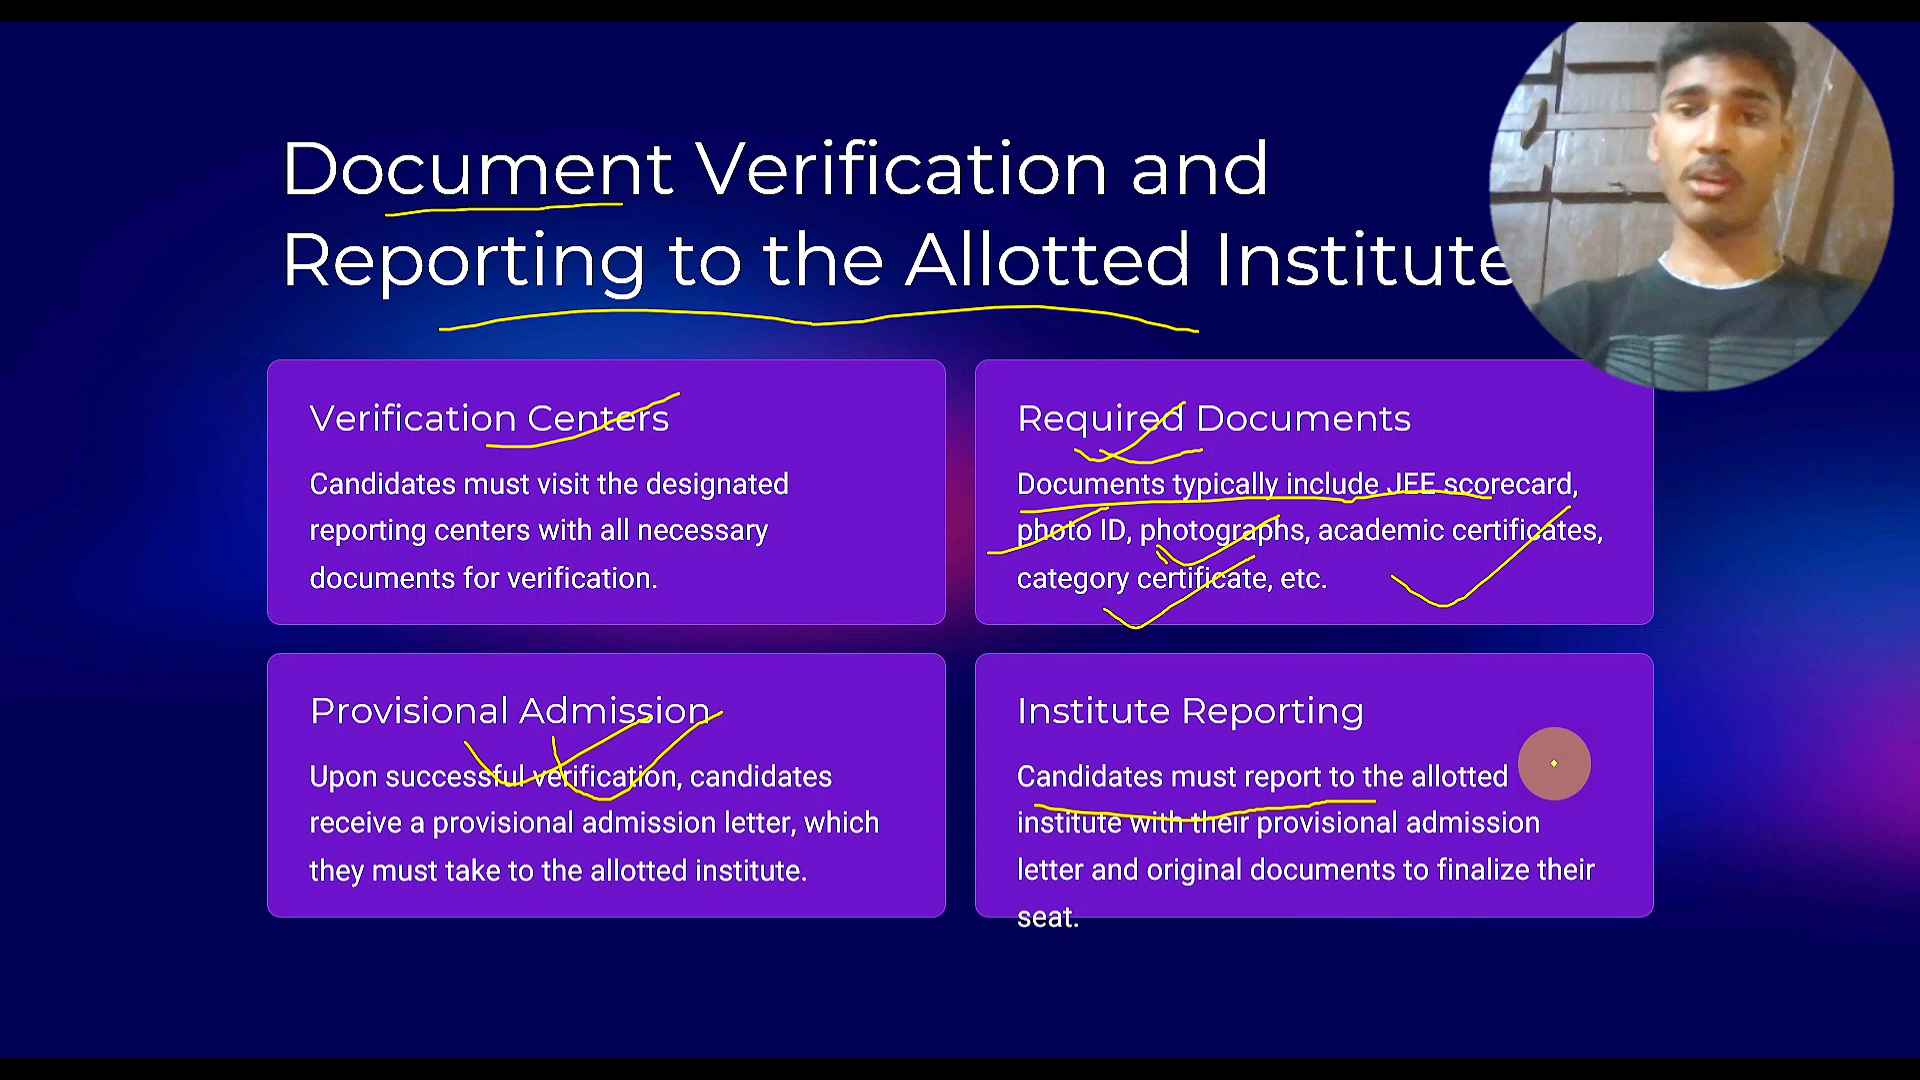 Document Verification and
Reporting to the Allotted Institute
Verification Centers
Candidates must visit the designated
reporting centers with all necessary
documents for verification.
Required Documents
Documents typically include JEE scorecard,
photo ID, photographs, academic certificates,
category certificate, etc.
Provisional Admission
Upon successful verification, candidates
receive a provisional admission letter, which
they must take to the allotted institute.
Institute Reporting
Candidates must report to the allotted
institute with their provisional admission
letter and original documents to finalize their
seat.